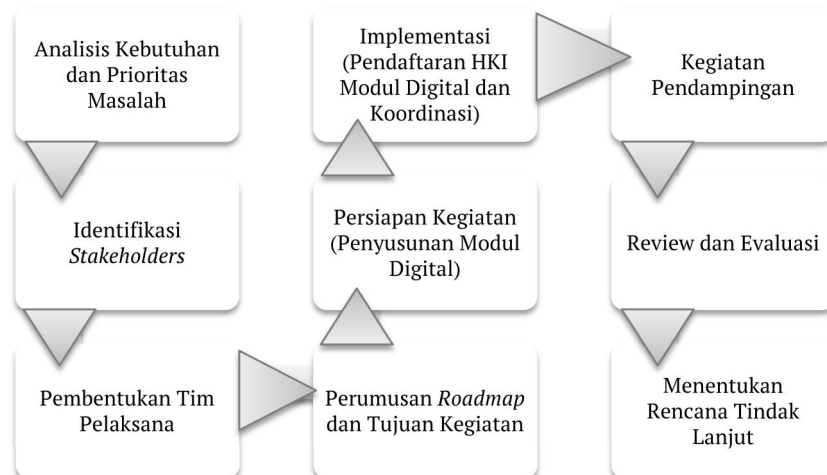 Analisis Kebutuhan
dan Prioritas
Masalah
Identifikasi
Stakeholders
Pembentukan Tim
Pelaksana
Perumusan Roadmap
dan Tujuan Kegiatan
Persiapan Kegiatan
(Penyusunan Modul
Digital)
Implementasi
(Pendaftaran HKI
Modul Digital dan
Koordinasi)
Kegiatan
Pendampingan
Review dan Evaluasi
Menentukan
Rencana Tindak
Lanjut